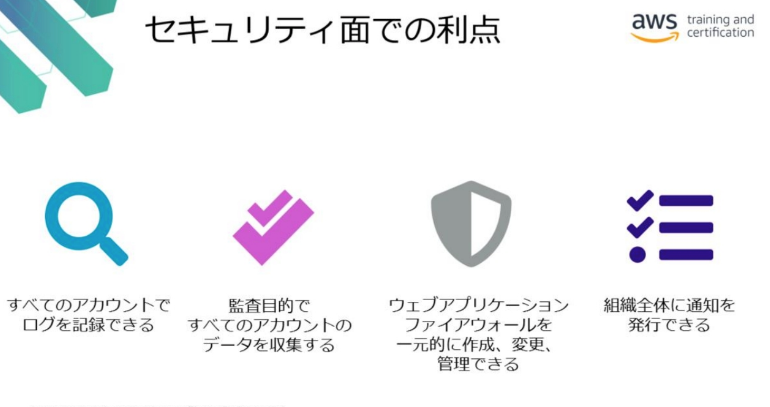 セキュリティ面での利点
aws training and
certification
すべてのアカウントで
ログを記録できる
監査目的で
すべてのアカウントの
データを収集する
ウェブアプリケーション
ファイアウォールを
一元的に作成、変更、
管理できる
組織全体に通知を
発行できる